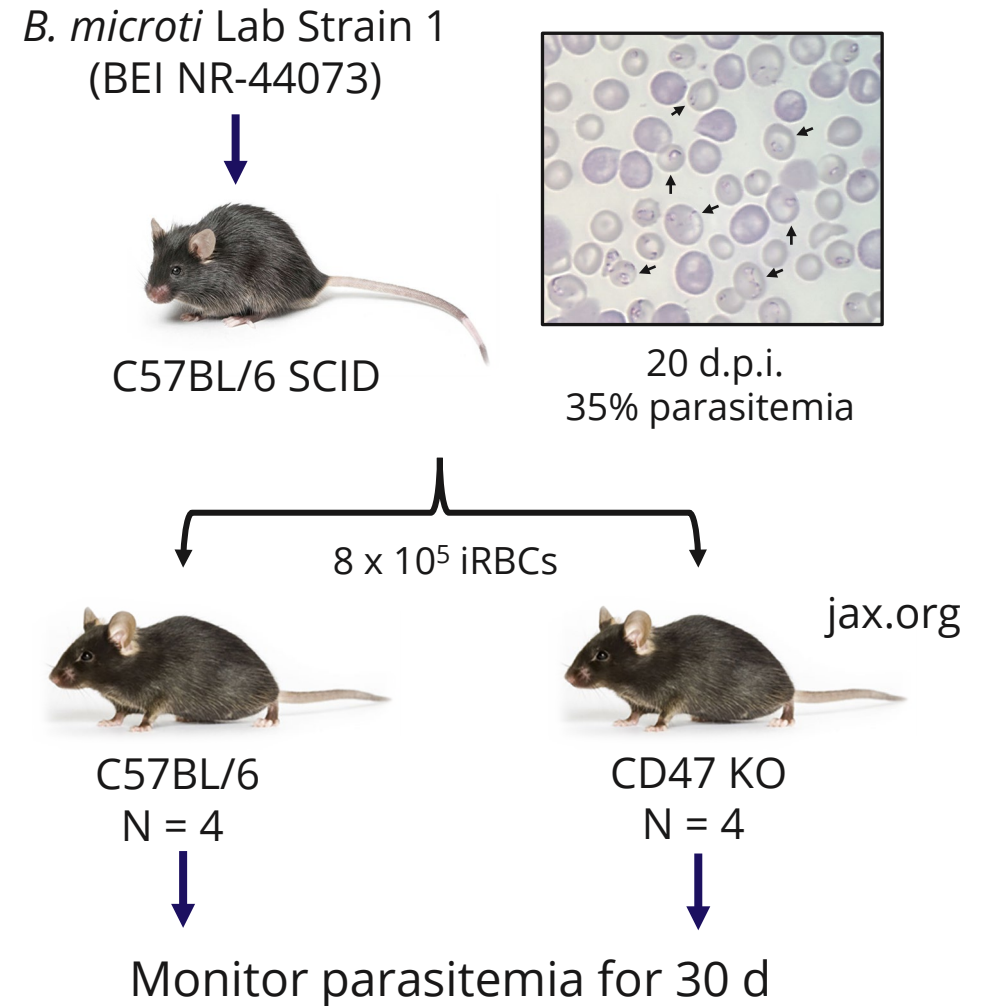 B. microti Lab Strain 1
(BEI NR-44073)
C57BL/6 SCID
20 d.p.i.
35% parasitemia
8 x 10⁵ iRBCs
jax.org
C57BL/6
N = 4
CD47 KO
N = 4
Monitor parasitemia for 30 d